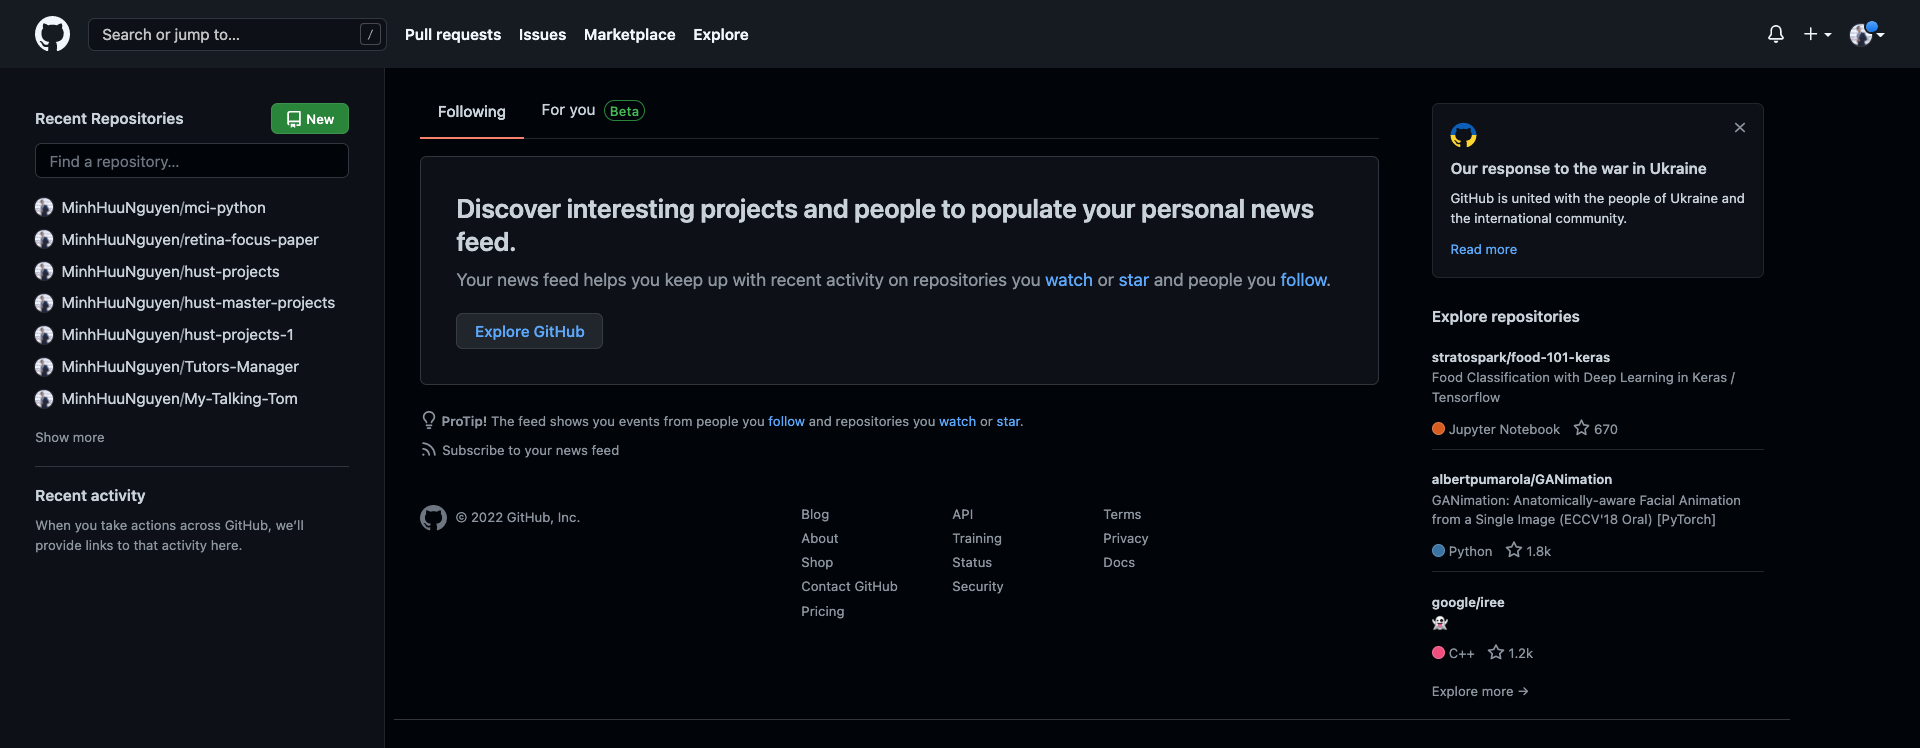 Search or jump to...
/
Pull requests
Issues
Marketplace
Explore
Recent Repositories
New
Find a repository...
MinhHuuNguyen/mci-python
MinhHuuNguyen/retina-focus-paper
MinhHuuNguyen/hust-projects
MinhHuuNguyen/hust-master-projects
MinhHuuNguyen/hust-projects-1
MinhHuuNguyen/Tutors-Manager
MinhHuuNguyen/My-Talking-Tom
Show more
Recent activity
When you take actions across GitHub, we'll
provide links to that activity here.
Following
For you Beta
Discover interesting projects and people to populate your personal news
feed.
Your news feed helps you keep up with recent activity on repositories you watch or star and people you follow.
Explore GitHub
ProTip! The feed shows you events from people you follow and repositories you watch or star.
Subscribe to your news feed
© 2022 GitHub, Inc.
Blog
About
Shop
Contact GitHub
Pricing
API
Training
Status
Security
Terms
Privacy
Docs
Our response to the war in Ukraine
GitHub is united with the people of Ukraine and
the international community.
Read more
Explore repositories
stratospark/food-101-keras
Food Classification with Deep Learning in Keras /
Tensorflow
Jupyter Notebook 670
albertpumarola/GANimation
GANimation: Anatomically-aware Facial Animation
from a Single Image (ECCV'18 Oral) [PyTorch]
Python 1.8k
google/iree
👻
C++ 1.2k
Explore more →